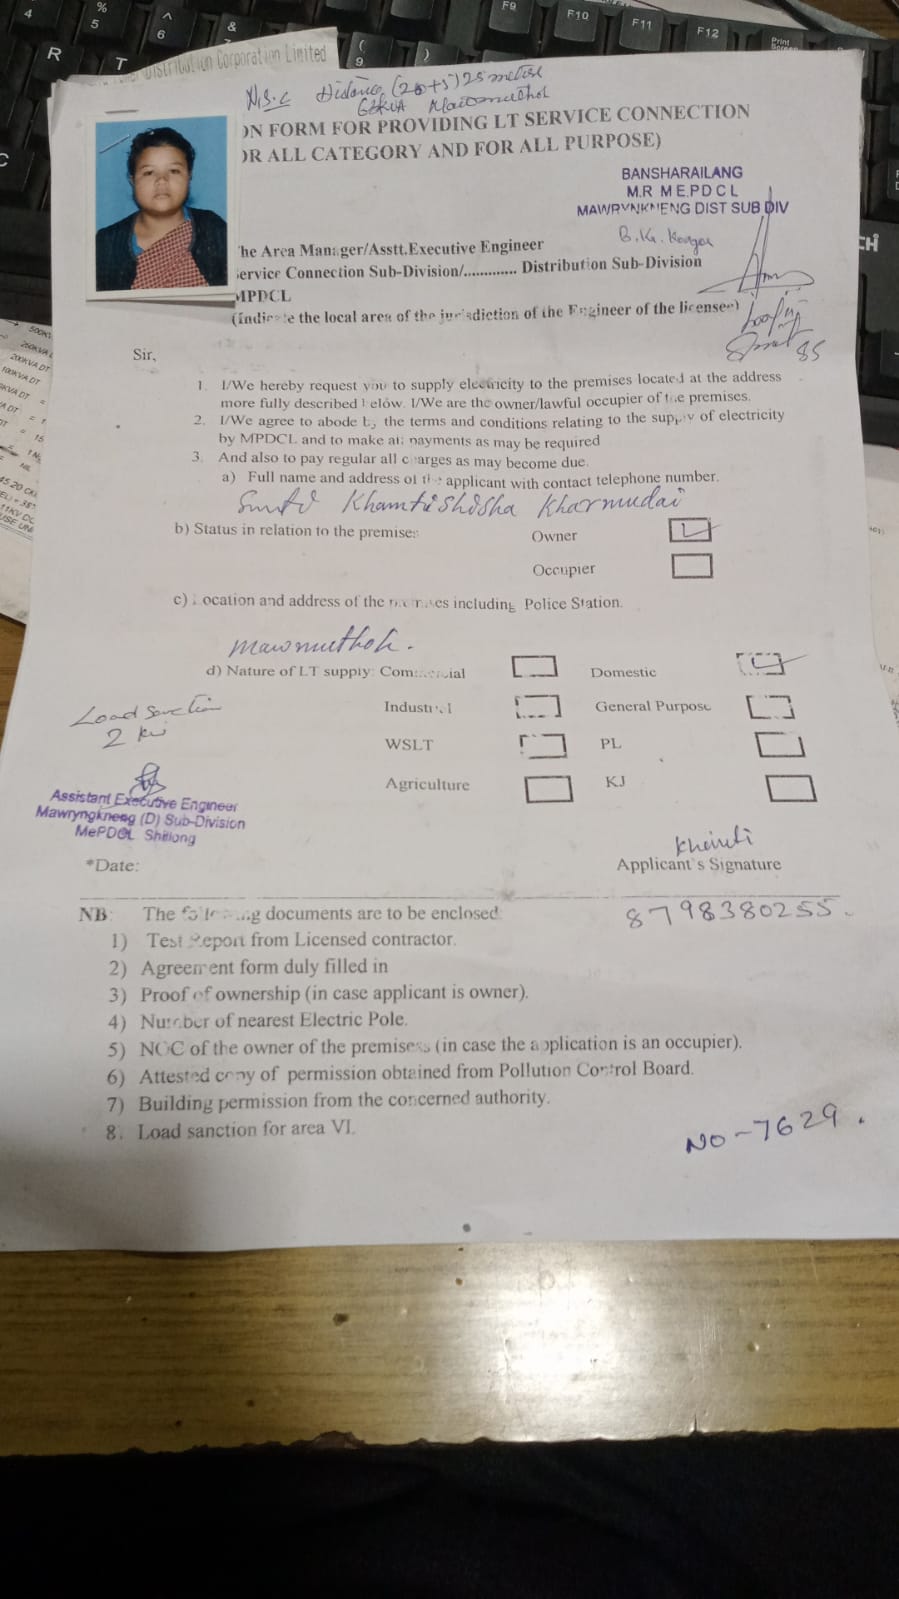 Distribution Corporation Limited
N.S.C Distance (20+5) 25 metre
63KVA Mawmuthoh
ON FORM FOR PROVIDING LT SERVICE CONNECTION
OR ALL CATEGORY AND FOR ALL PURPOSE)
BANSHARAILANG
M.R M E.PD C L
MAWRYNKNENG DIST SUB DIV
he Area Manager/Asstt.Executive Engineer
ervice Connection Sub-Division/............. Distribution Sub-Division
MPDCL
(Indicate the local area of the jurisdiction of the Engineer of the licensee)
Sir,
1. I/We hereby request you to supply electricity to the premises located at the address
more fully described below. I/We are the owner/lawful occupier of the premises.
2. I/We agree to abode by the terms and conditions relating to the supply of electricity
by MPDCL and to make all payments as may be required
3. And also to pay regular all charges as may become due.
a) Full name and address of the applicant with contact telephone number.
Smti Khamtishisha Kharmudai
b) Status in relation to the premises
Owner
Occupier
c) Location and address of the premises including Police Station.
Mawmuthoh.
d) Nature of LT supply: Commercial Domestic
Load Sanction
2 kw
Industrial General Purpose
WSLT PL
Agriculture KJ
Assistant Executive Engineer
Mawryngkneng (D) Sub-Division
MePDCL Shillong
*Date:
Applicant's Signature
8798380255.
NB: The following documents are to be enclosed
1) Test Report from Licensed contractor.
2) Agreement form duly filled in
3) Proof of ownership (in case applicant is owner).
4) Number of nearest Electric Pole.
5) NOC of the owner of the premisess (in case the application is an occupier).
6) Attested copy of permission obtained from Pollution Control Board.
7) Building permission from the concerned authority.
8. Load sanction for area VI.
NO-7629.